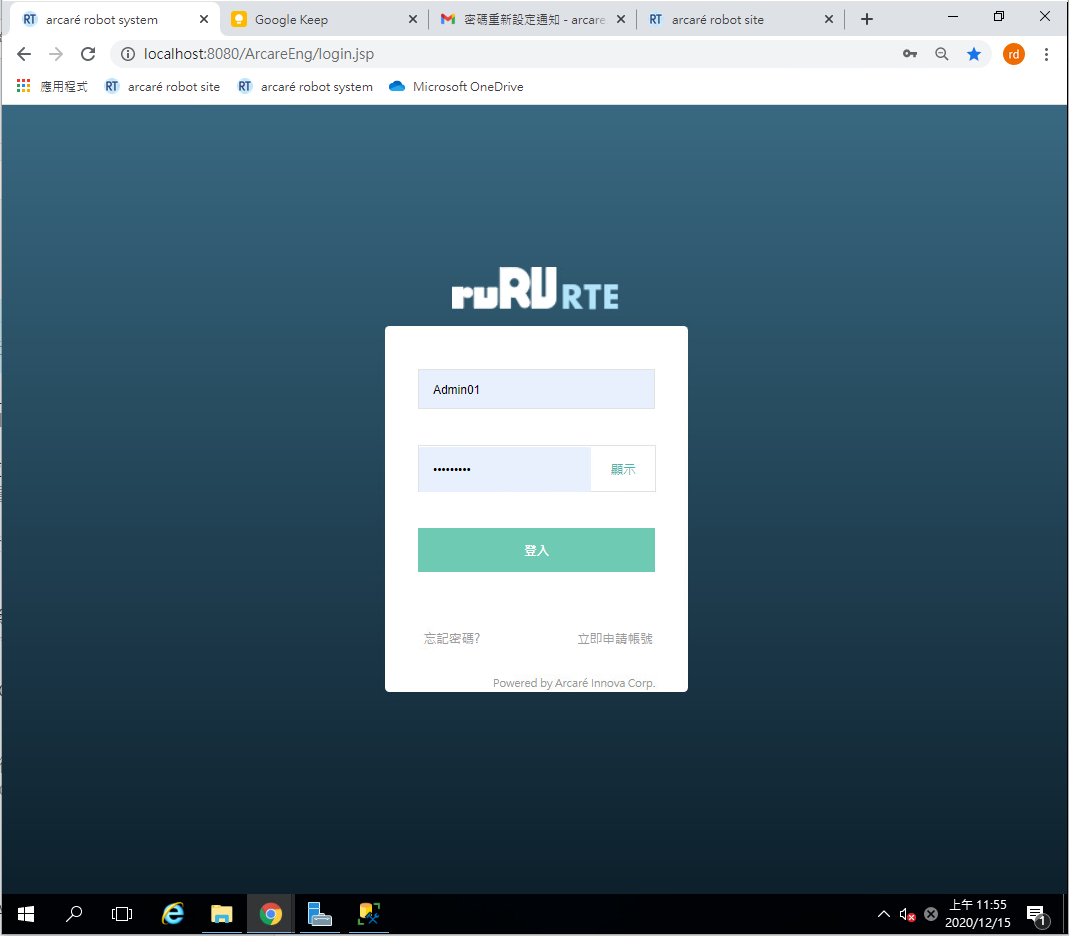 RT arcaré robot system
Google Keep
密碼重新設定通知 - arcare
RT arcaré robot site
localhost:8080/ArcareEng/login.jsp
rd
應用程式
RT arcaré robot site
RT arcaré robot system
Microsoft OneDrive
ruRU RTE
Admin01
•••••••••
顯示
登入
忘記密碼?
立即申請帳號
Powered by Arcaré Innova Corp.
上午 11:55
2020/12/15
1